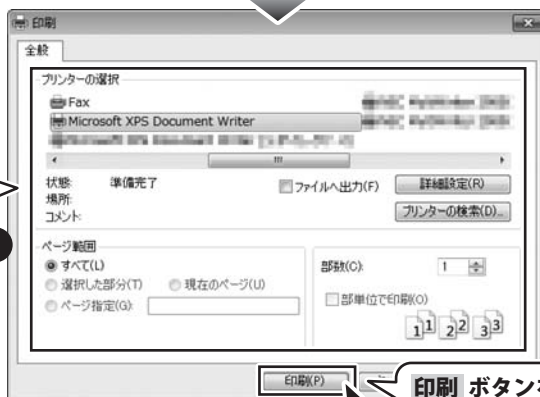 印刷
全般
プリンターの選択
Fax
Microsoft XPS Document Writer
状態: 準備完了
場所:
コメント:
ファイルへ出力(F)
詳細設定(R)
プリンターの検索(D)...
ページ範囲
すべて(L)
選択した部分(T) 現在のページ(U)
ページ指定(G):
部数(C): 1
部単位で印刷(O)
11 22 33
印刷(P)
印刷 ボタンを